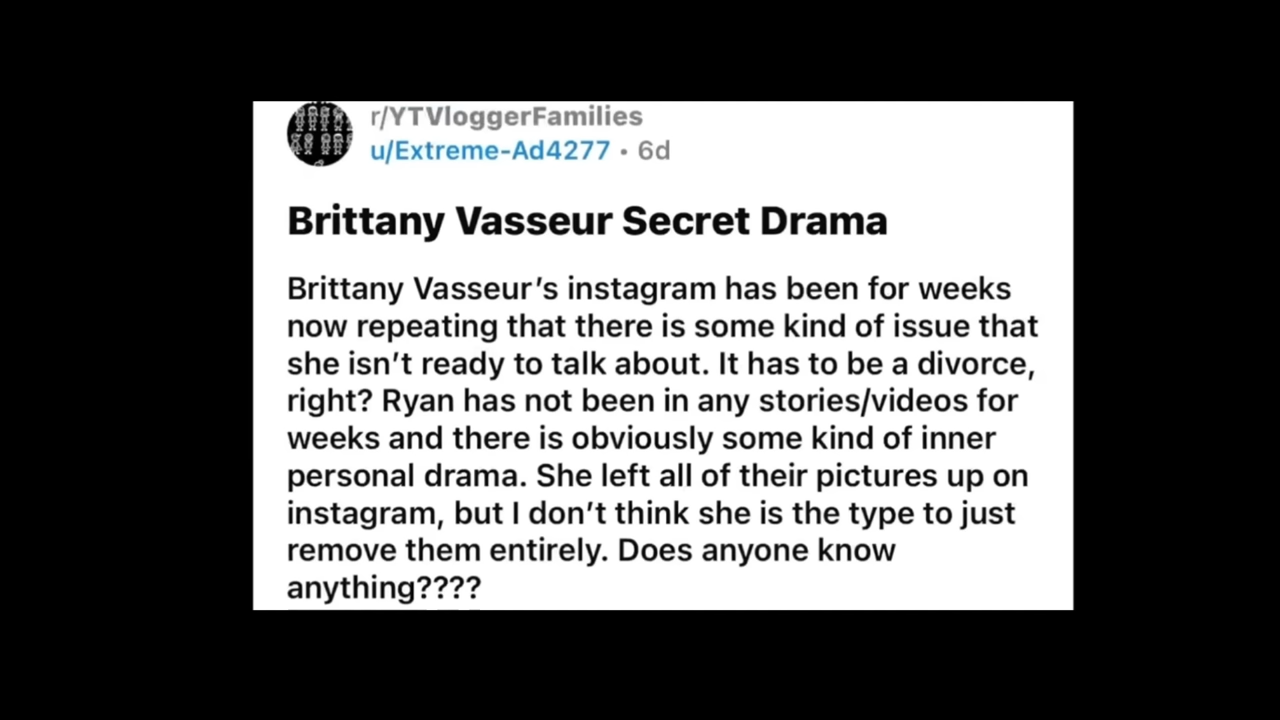 r/YTVloggerFamilies
u/Extreme-Ad4277 • 6d
Brittany Vasseur Secret Drama
Brittany Vasseur’s instagram has been for weeks
now repeating that there is some kind of issue that
she isn’t ready to talk about. It has to be a divorce,
right? Ryan has not been in any stories/videos for
weeks and there is obviously some kind of inner
personal drama. She left all of their pictures up on
instagram, but I don’t think she is the type to just
remove them entirely. Does anyone know
anything????